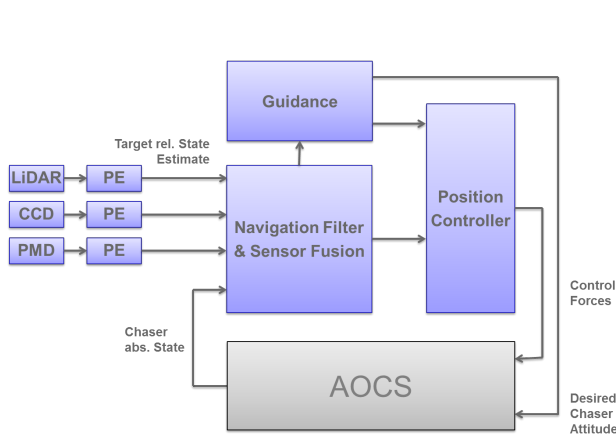 Guidance
Target rel. State
Estimate
LiDAR
PE
CCD
PE
PMD
PE
Navigation Filter
& Sensor Fusion
Position
Controller
Control
Forces
Chaser
abs. State
AOCS
Desired
Chaser
Attitude